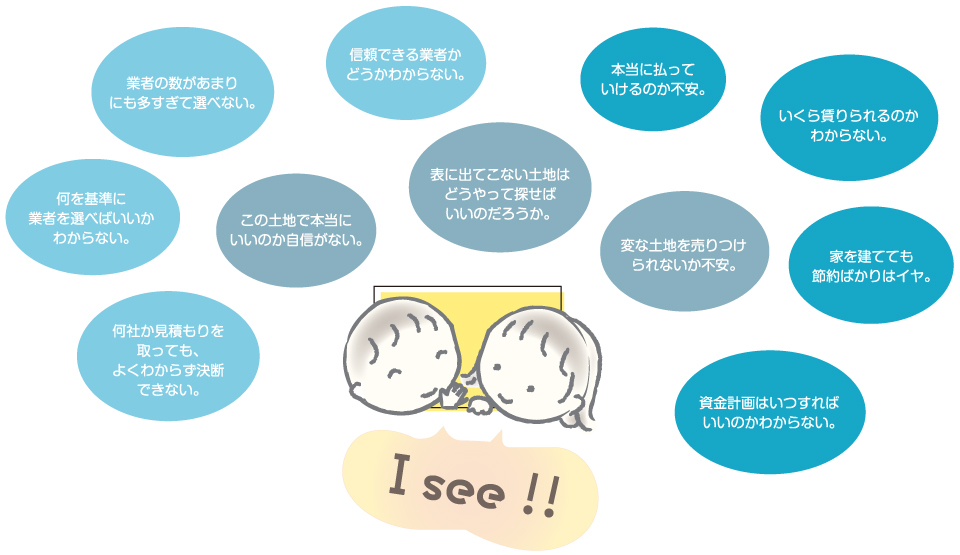 業者の数があまり
にも多すぎて選べない。
信頼できる業者か
どうかわからない。
本当に払って
いけるのか不安。
いくら賃りられるのか
わからない。
何を基準に
業者を選べばいいか
わからない。
この土地で本当に
いいのか自信がない。
表に出てこない土地は
どうやって探せば
いいのだろうか。
変な土地を売りつけ
られないか不安。
家を建てても
節約ばかりはイヤ。
何社か見積もりを
取っても、
よくわからず決断
できない。
資金計画はいつすれば
いいのかわからない。
I see !!